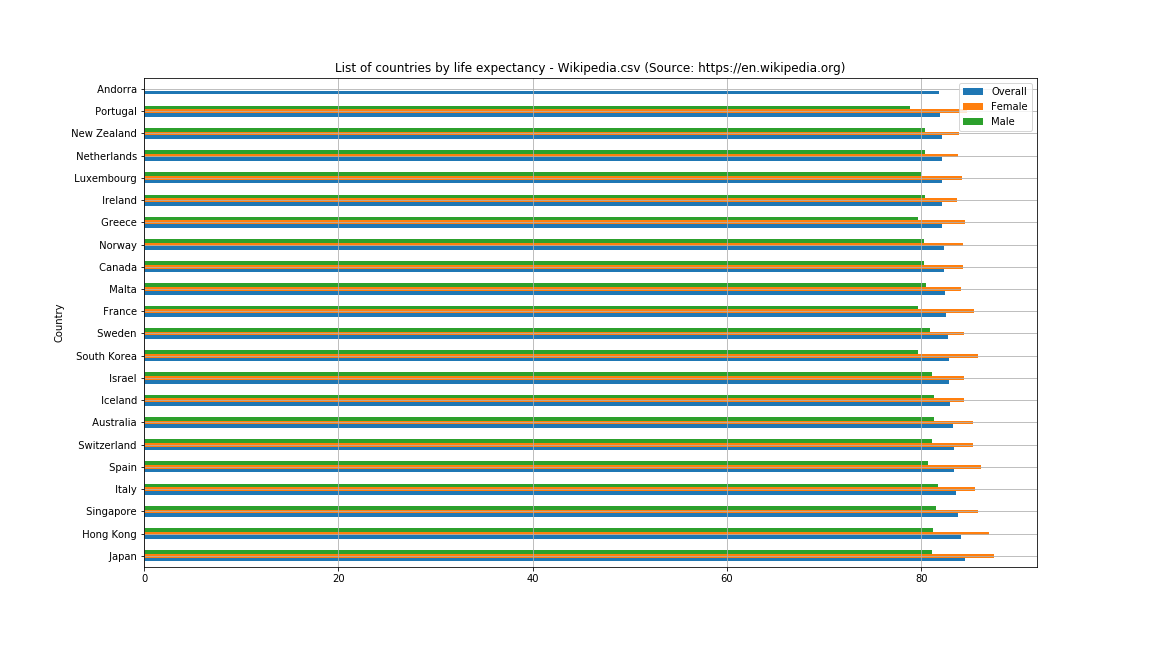 List of countries by life expectancy - Wikipedia.csv (Source: https://en.wikipedia.org)
Overall
Female
Male
Country
Andorra
Portugal
New Zealand
Netherlands
Luxembourg
Ireland
Greece
Norway
Canada
Malta
France
Sweden
South Korea
Israel
Iceland
Australia
Switzerland
Spain
Italy
Singapore
Hong Kong
Japan
0 20 40 60 80